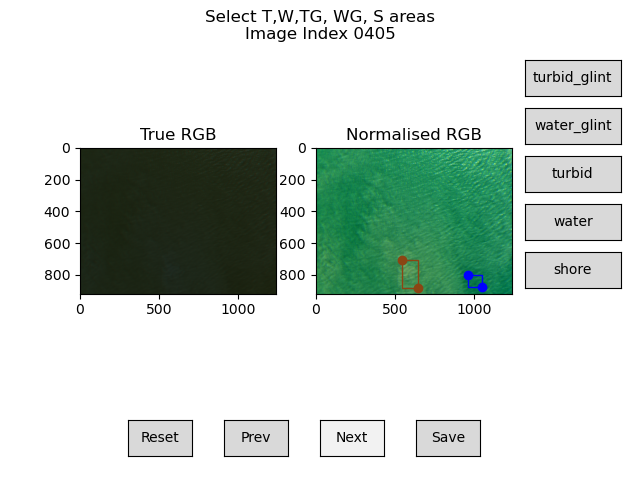 Select T,W,TG, WG, S areas
Image Index 0405
turbid_glint
water_glint
turbid
water
shore
True RGB
0
200
400
600
800
0
500
1000
Normalised RGB
0
200
400
600
800
0
500
1000
Reset
Prev
Next
Save